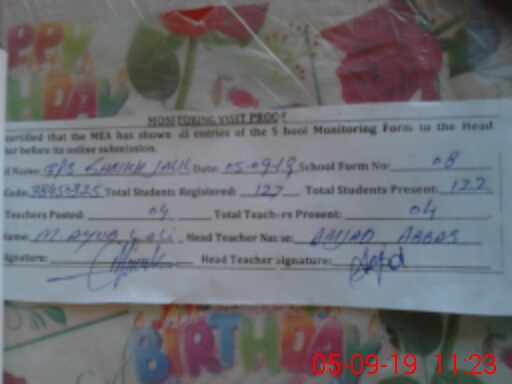 PPY
HDAY
MONITORING VISIT PROOF
certified that the MEA has shown all entries of the School Monitoring Form to the Head
her before its online submission.
l Name: GPS SHEIKH JALIL Date: 05-09-19 School Form No: 08
Code: Total Students Registered: 127 Total Students Present: 122
Teachers Posted: 04 Total Teachers Present: 04
Name: M. AYUB Head Teacher Name: AMJAD ABBAS
ignature: Head Teacher Signature:
BIRTHDAY
05-09-19 11:23